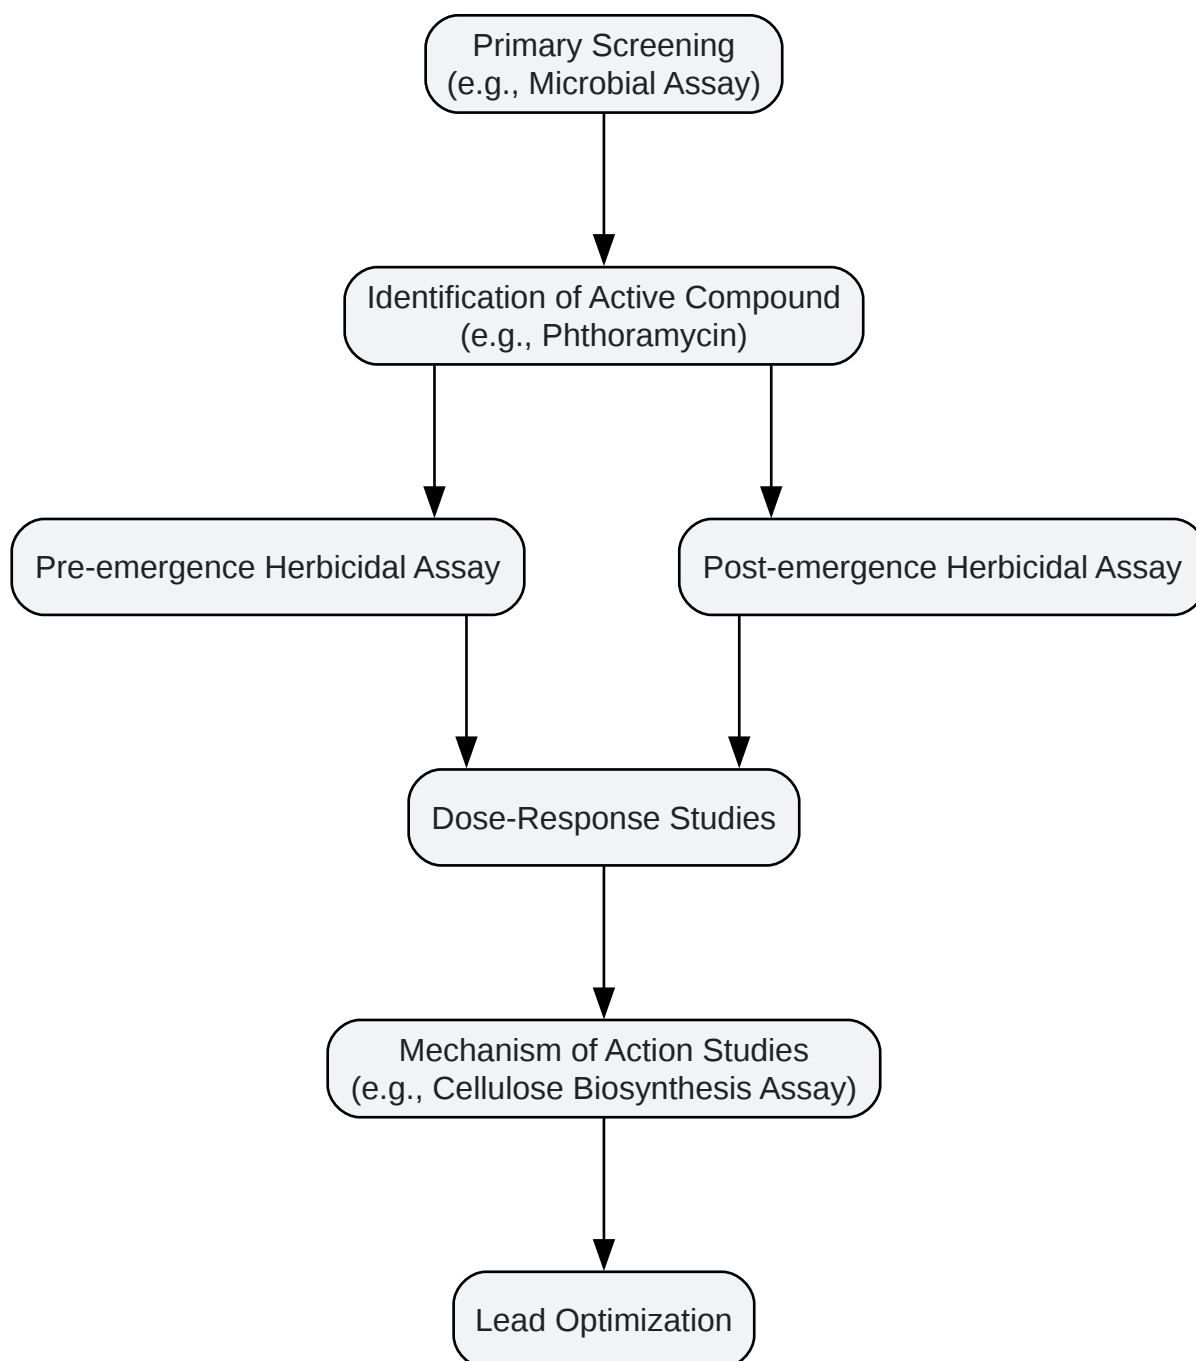 Primary Screening
(e.g., Microbial Assay)
Identification of Active Compound
(e.g., Phthoramycin)
Pre-emergence Herbicidal Assay
Post-emergence Herbicidal Assay
Dose-Response Studies
Mechanism of Action Studies
(e.g., Cellulose Biosynthesis Assay)
Lead Optimization